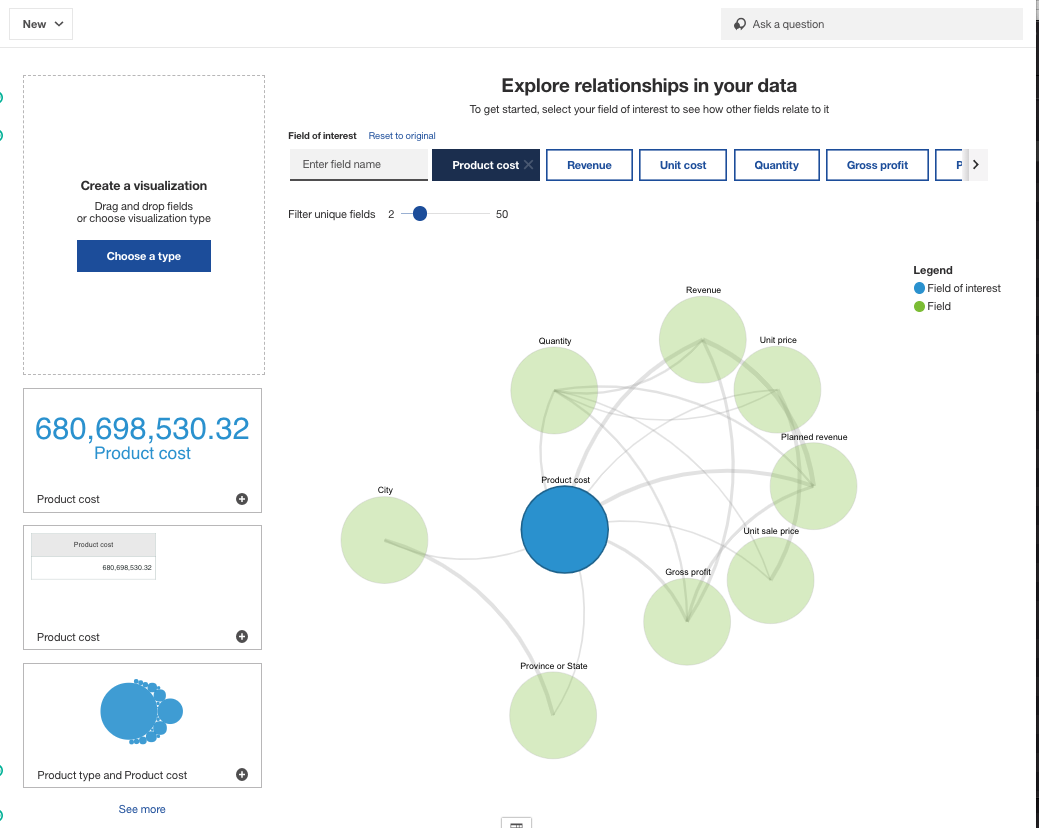 New
Ask a question
Explore relationships in your data
To get started, select your field of interest to see how other fields relate to it
Field of interest Reset to original
Enter field name Product cost Revenue Unit cost Quantity Gross profit
Filter unique fields 2 50
Create a visualization
Drag and drop fields
or choose visualization type
Choose a type
680,698,530.32
Product cost
Product cost
Product cost
680,698,530.32
Product cost
Product type and Product cost
See more
Legend
Field of interest
Field
Revenue
Unit price
Quantity
Planned revenue
Product cost
City
Unit sale price
Gross profit
Province or State